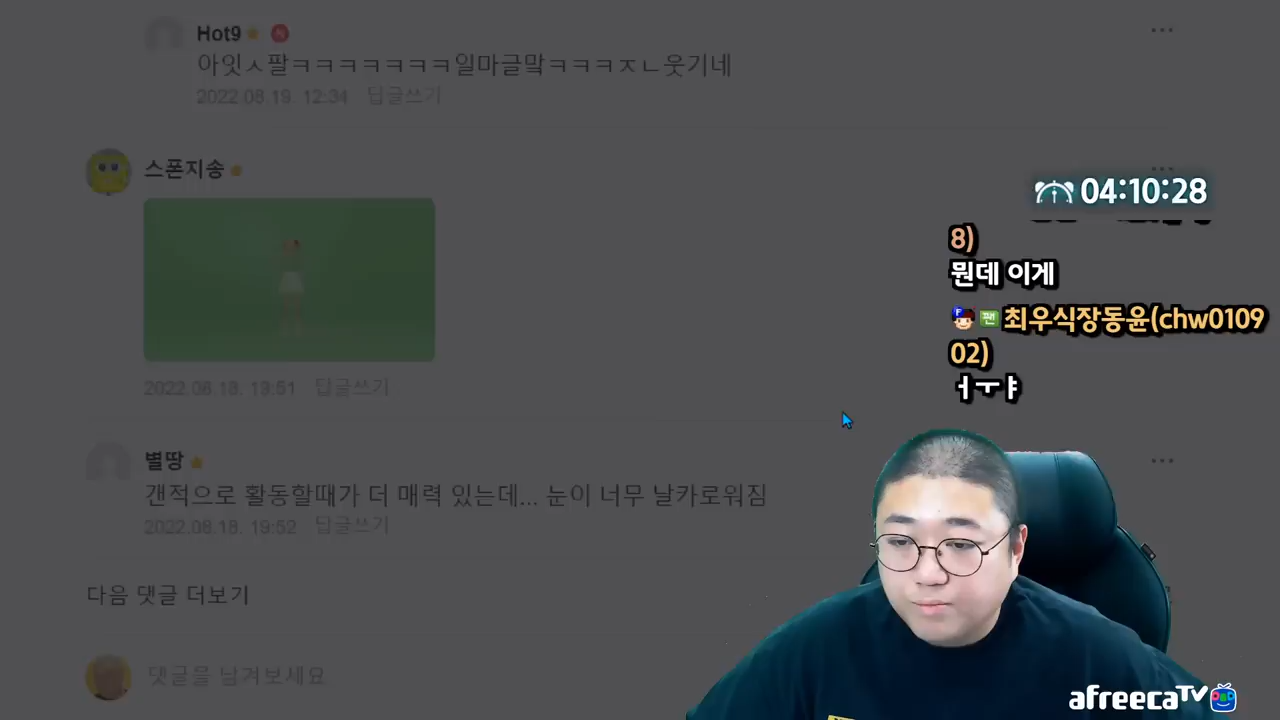 Hot9
아잇ㅅ팔ㅋㅋㅋㅋㅋㅋㅋ일마글맠ㅋㅋㅋㅈㄴ웃기네
2022.08.19. 12:34 답글쓰기
스폰지송
2022.08.18. 19:51 답글쓰기
별땅
갠적으로 활동할때가 더 매력 있는데... 눈이 너무 날카로워짐
2022.08.18. 19:52 답글쓰기
다음 댓글 더보기
댓글을 남겨보세요
04:10:28
8)
뭔데 이게
F 팬 최우식장동윤(chw0109
02)
ㅓㅜㅑ
afreecaTV